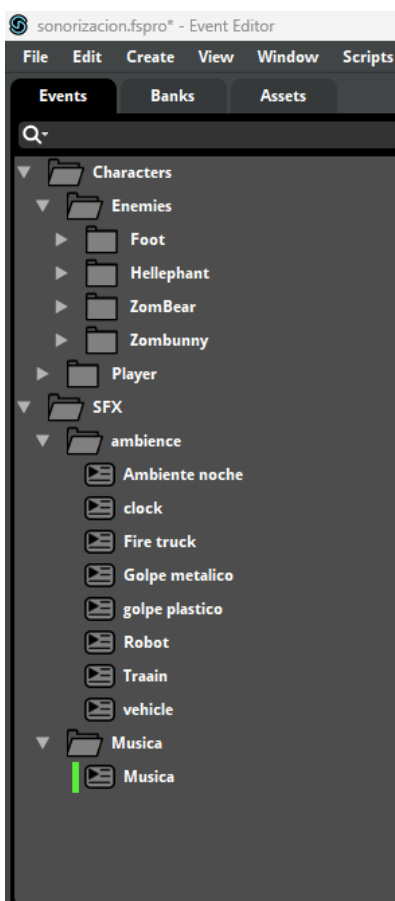 sonorizacion.fspro* - Event Editor
File Edit Create View Window Scripts
Events Banks Assets
Characters
Enemies
Foot
Hellephant
ZomBear
Zombunny
Player
SFX
ambience
Ambiente noche
clock
Fire truck
Golpe metalico
golpe plastico
Robot
Traain
vehicle
Musica
Musica